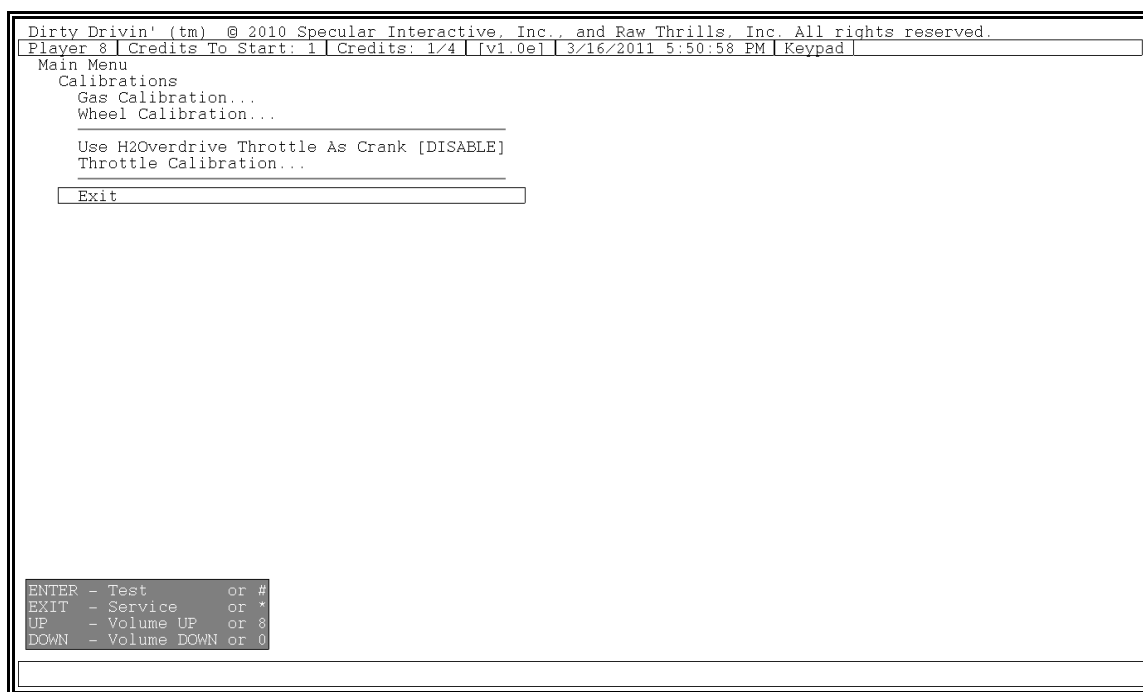 Dirty Drivin' (tm) © 2010 Specular Interactive, Inc., and Raw Thrills, Inc. All rights reserved.
Player 8 | Credits To Start: 1 | Credits: 1/4 | [v1.0e] | 3/16/2011 5:50:58 PM | Keypad |
Main Menu
Calibrations
Gas Calibration...
Wheel Calibration...
Use H2Overdrive Throttle As Crank [DISABLE]
Throttle Calibration...
Exit
ENTER - Test or #
EXIT - Service or *
UP - Volume UP or 8
DOWN - Volume DOWN or 0